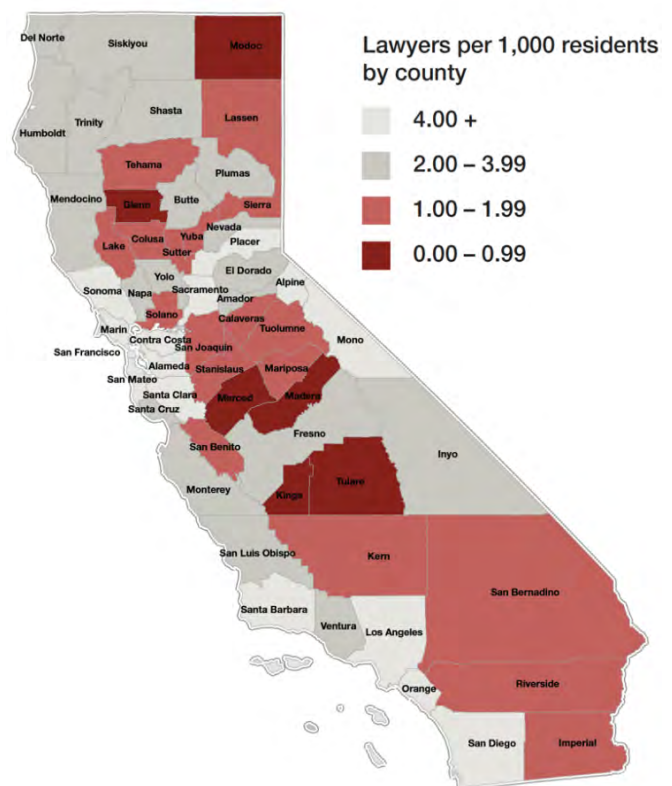 Lawyers per 1,000 residents
by county
4.00 +
2.00 – 3.99
1.00 – 1.99
0.00 – 0.99
Del Norte
Siskiyou
Modoc
Humboldt
Trinity
Shasta
Lassen
Tehama
Plumas
Mendocino
Glenn
Butte
Sierra
Lake
Colusa
Yuba
Nevada
Sutter
Placer
Sonoma
Napa
Yolo
Sacramento
El Dorado
Alpine
Amador
Solano
Marin
Calaveras
Tuolumne
Mono
San Francisco
Contra Costa
San Joaquin
Alameda
Stanislaus
Mariposa
San Mateo
Santa Clara
Merced
Madera
Santa Cruz
Fresno
San Benito
Inyo
Monterey
Kings
Tulare
San Luis Obispo
Kern
San Bernadino
Santa Barbara
Ventura
Los Angeles
Orange
Riverside
San Diego
Imperial